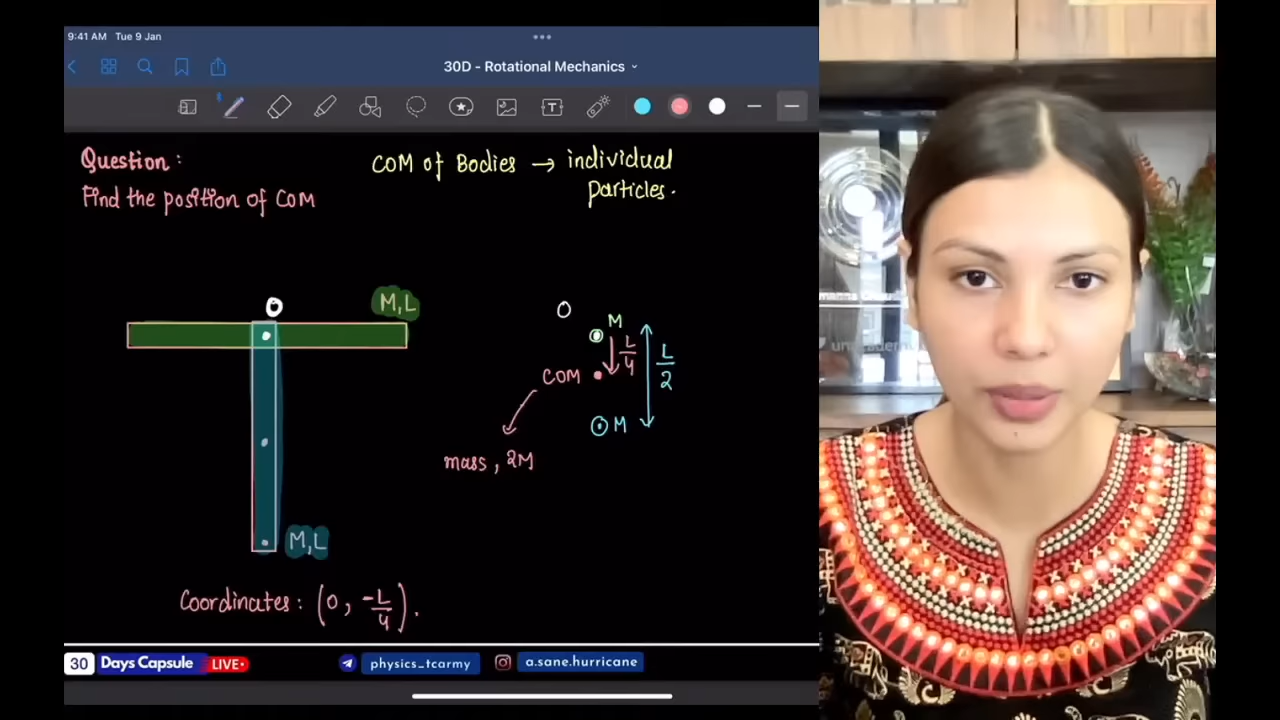 9:41 AM Tue 9 Jan
30D - Rotational Mechanics
Question :
Find the position of COM
COM of Bodies → individual
particles.
O
M,L
M,L
O
M
L/4
L/2
COM
M
mass, 2M
Coordinates : (0, -L/4).
30 Days Capsule LIVE
physics_tcarmy
a.sane.hurricane